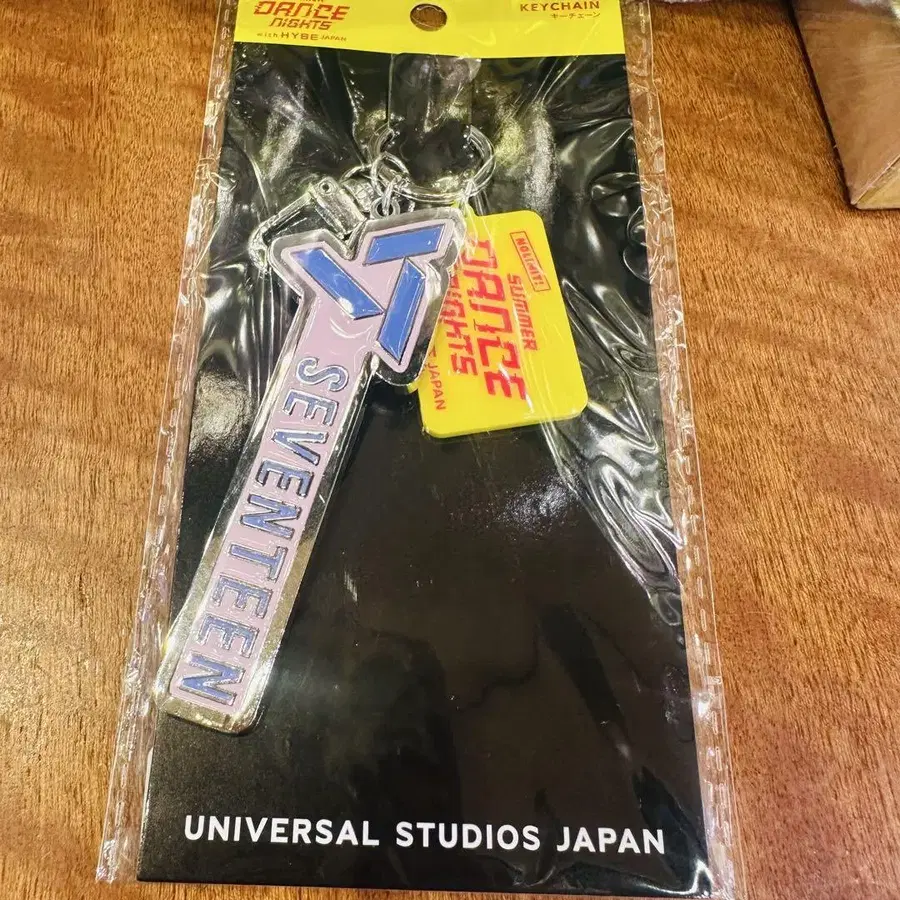 DANCE
NIGHTS
with HYBE JAPAN
KEYCHAIN
キーチェーン
NOLIMIT!
SUMMER
DANCE
NIGHTS
JAPAN
SEVENTEEN
UNIVERSAL STUDIOS JAPAN